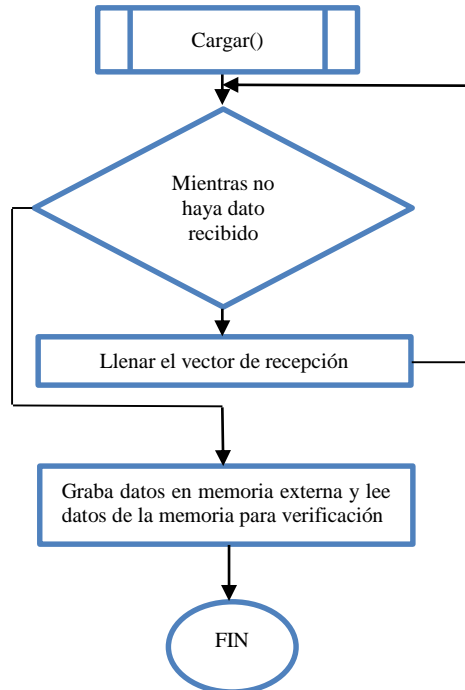 Cargar()
Mientras no
haya dato
recibido
Llenar el vector de recepción
Graba datos en memoria externa y lee
datos de la memoria para verificación
FIN